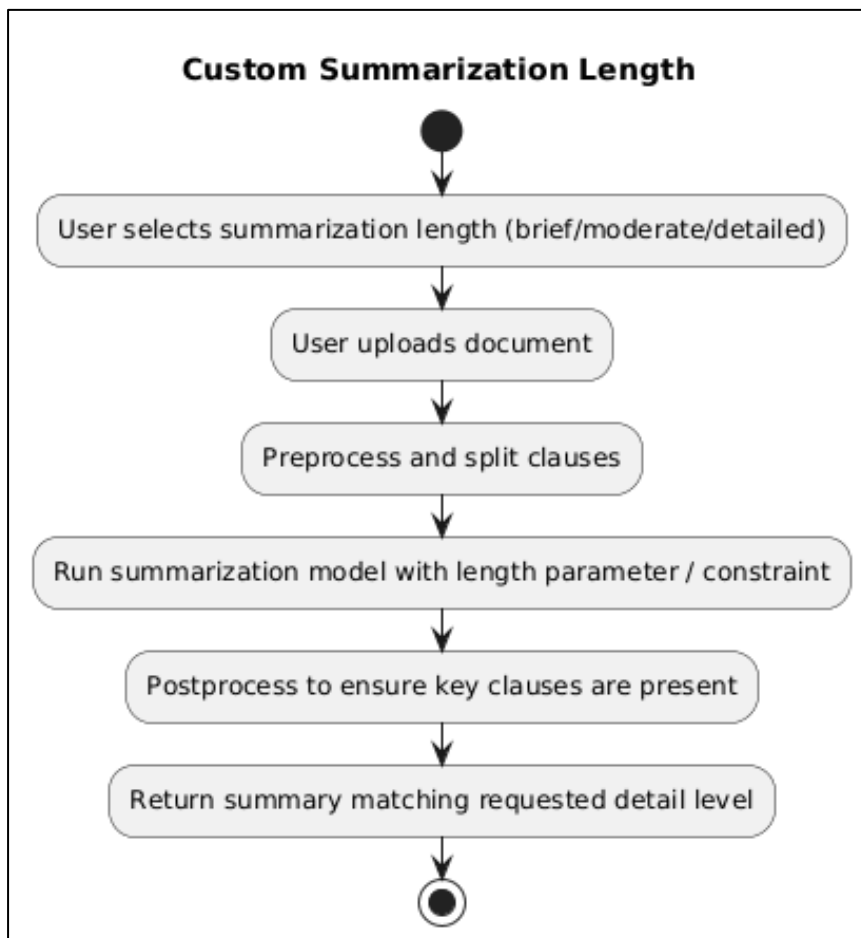 Custom Summarization Length
User selects summarization length (brief/moderate/detailed)
User uploads document
Preprocess and split clauses
Run summarization model with length parameter / constraint
Postprocess to ensure key clauses are present
Return summary matching requested detail level